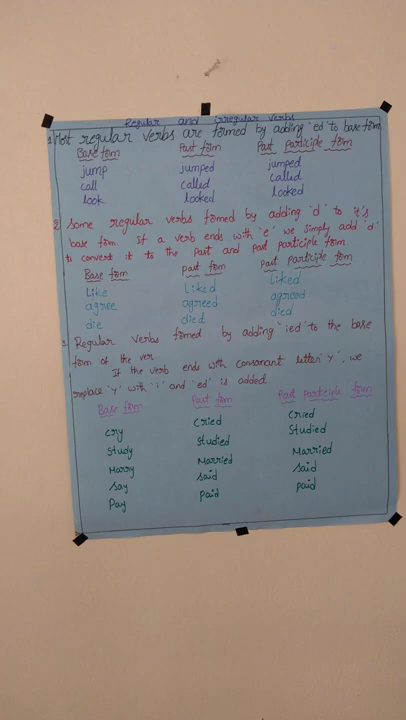 Regular and irregular verbs
1. Most regular verbs are formed by adding 'ed' to base form
Base form Past form Past participle form
jump jumped jumped
call called called
look looked looked
2. Some regular verbs formed by adding 'd' to it's
base form. If a verb ends with 'e' we simply add 'd'
to convert it to the Past and Past participle form.
Base form past form past participle form
Like Liked Liked
agree agreed agreed
die died died
3. Regular verbs formed by adding 'ied' to the base
form of the ver
If the verb ends with consonant letter 'y', we
replace 'y' with 'i' and 'ed' is added.
Base form Past form Past participle form
Cry Cried Cried
Study Studied Studied
Marry Married Married
Say Said Said
Pay Paid Paid